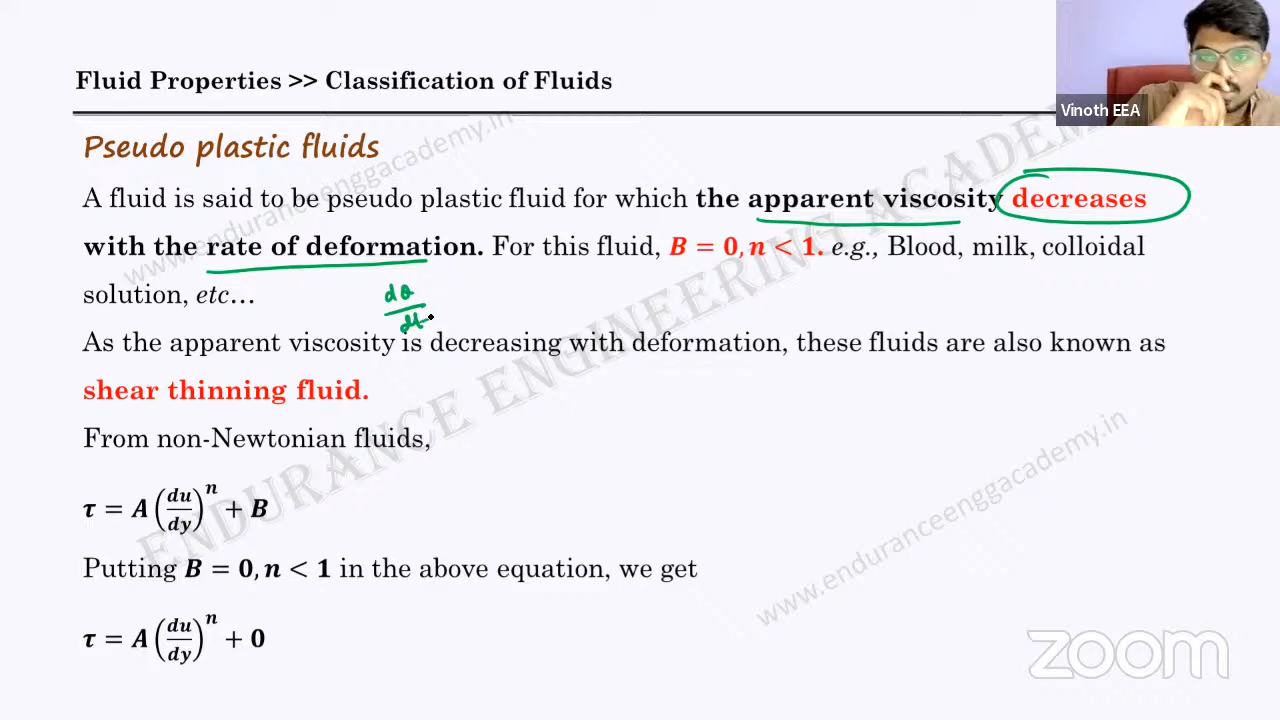 Fluid Properties >> Classification of Fluids
Vinoth EEA
Pseudo plastic fluids
A fluid is said to be pseudo plastic fluid for which the apparent viscosity decreases
with the rate of deformation. For this fluid, B = 0, n < 1. e.g., Blood, milk, colloidal
solution, etc…
dθ
dt
As the apparent viscosity is decreasing with deformation, these fluids are also known as
shear thinning fluid.
From non-Newtonian fluids,
τ = A (du/dy)^n + B
Putting B = 0, n < 1 in the above equation, we get
τ = A (du/dy)^n + 0
www.enduranceenggacademy.in
ENDURANCE ENGINEERING ACADEMY
www.enduranceenggacademy.in
zoom